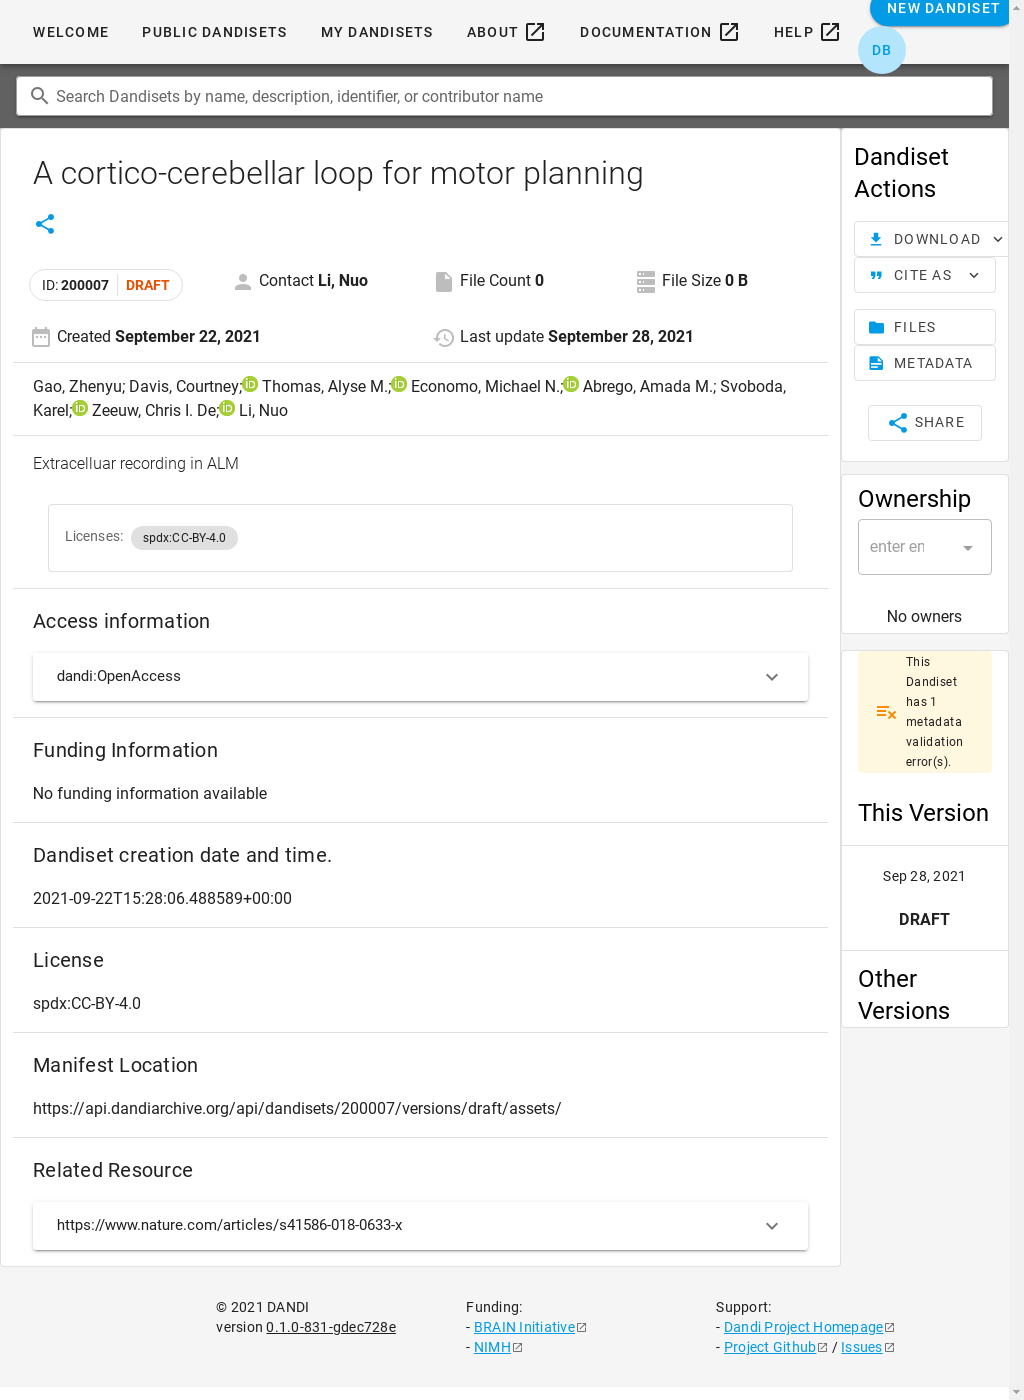 WELCOME PUBLIC DANDISETS MY DANDISETS ABOUT DOCUMENTATION HELP NEW DANDISET
DB
Search Dandisets by name, description, identifier, or contributor name
A cortico-cerebellar loop for motor planning
ID: 200007 DRAFT Contact Li, Nuo File Count 0 File Size 0 B
Created September 22, 2021 Last update September 28, 2021
Gao, Zhenyu; Davis, Courtney; Thomas, Alyse M.; Economo, Michael N.; Abrego, Amada M.; Svoboda,
Karel; Zeeuw, Chris I. De; Li, Nuo
Extracelluar recording in ALM
Licenses: spdx:CC-BY-4.0
Access information
dandi:OpenAccess
Funding Information
No funding information available
Dandiset creation date and time.
2021-09-22T15:28:06.488589+00:00
License
spdx:CC-BY-4.0
Manifest Location
https://api.dandiarchive.org/api/dandisets/200007/versions/draft/assets/
Related Resource
https://www.nature.com/articles/s41586-018-0633-x
Dandiset
Actions
DOWNLOAD
CITE AS
FILES
METADATA
SHARE
Ownership
enter en
No owners
This
Dandiset
has 1
metadata
validation
error(s).
This Version
Sep 28, 2021
DRAFT
Other
Versions
© 2021 DANDI
version 0.1.0-831-gdec728e
Funding:
- BRAIN Initiative
- NIMH
Support:
- Dandi Project Homepage
- Project Github / Issues